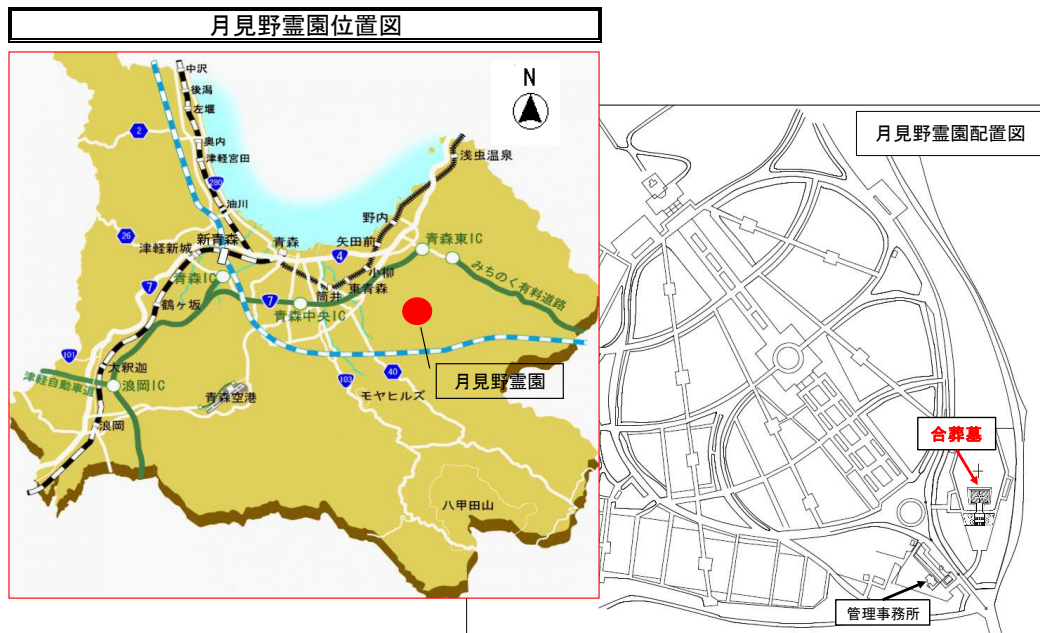 月見野霊園位置図
中沢
後潟
左堰
2
奥内
津軽宮田
280
油川
N
浅虫温泉
野内
26
津軽新城
新青森
青森
矢田前
青森東IC
4
みちのく有料道路
青森IC
小柳
7
鶴ヶ坂
7
筒井
東青森
青森中央IC
101
大釈迦
月見野霊園
津軽自動車道
浪岡IC
青森空港
103
40
モヤヒルズ
浪岡
八甲田山
月見野霊園配置図
合葬墓
管理事務所